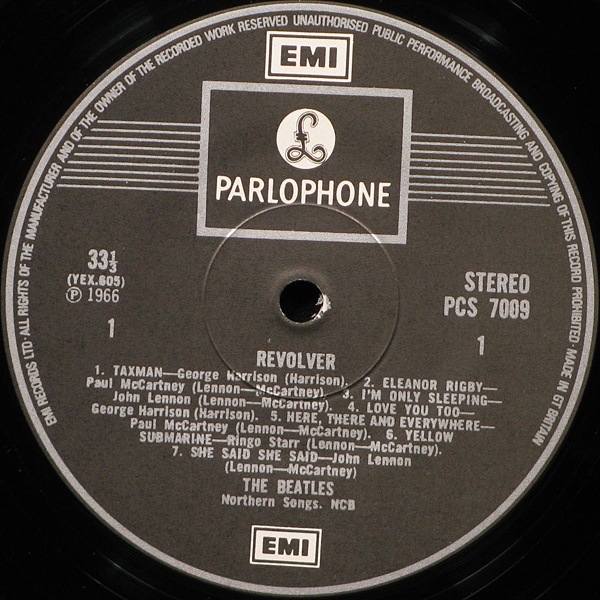 EMI RECORDS LTD · ALL RIGHTS OF THE MANUFACTURER AND OF THE OWNER OF THE RECORDED WORK RESERVED UNAUTHORISED PUBLIC PERFORMANCE BROADCASTING AND COPYING OF THIS RECORD PROHIBITED · MADE IN GT BRITAIN
EMI
£
PARLOPHONE
33⅓
(YEX.605)
Ⓟ 1966
1
STEREO
PCS 7009
1
REVOLVER
1. TAXMAN—George Harrison (Harrison). 2. ELEANOR RIGBY—
Paul McCartney (Lennon—McCartney). 3. I'M ONLY SLEEPING—
John Lennon (Lennon—McCartney). 4. LOVE YOU TOO—
George Harrison (Harrison). 5. HERE, THERE AND EVERYWHERE—
Paul McCartney (Lennon—McCartney). 6. YELLOW
SUBMARINE—Ringo Starr (Lennon—McCartney).
7. SHE SAID SHE SAID—John Lennon
(Lennon—McCartney)
THE BEATLES
Northern Songs. NCB
EMI